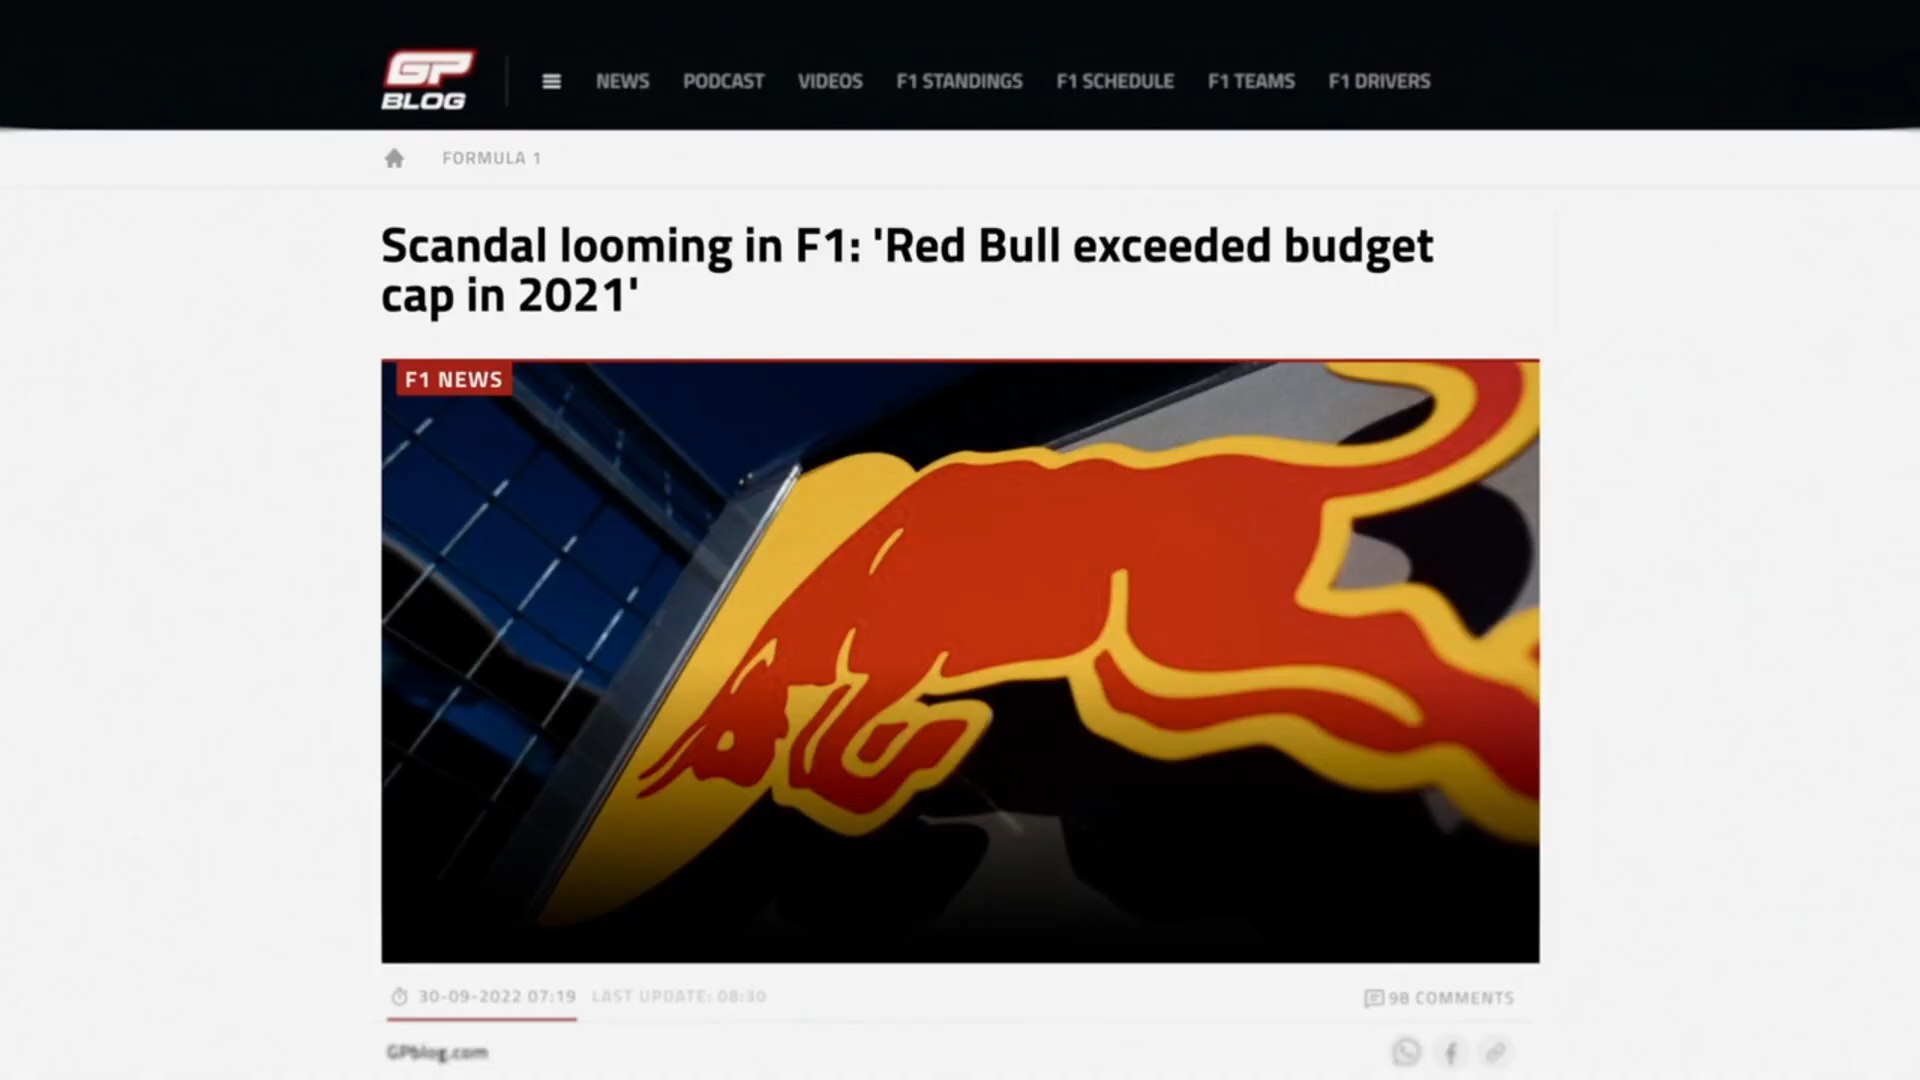 GP
BLOG
NEWS PODCAST VIDEOS F1 STANDINGS F1 SCHEDULE F1 TEAMS F1 DRIVERS
FORMULA 1
Scandal looming in F1: 'Red Bull exceeded budget
cap in 2021'
F1 NEWS
30-09-2022 07:19 LAST UPDATE: 08:30
98 COMMENTS
GPblog.com